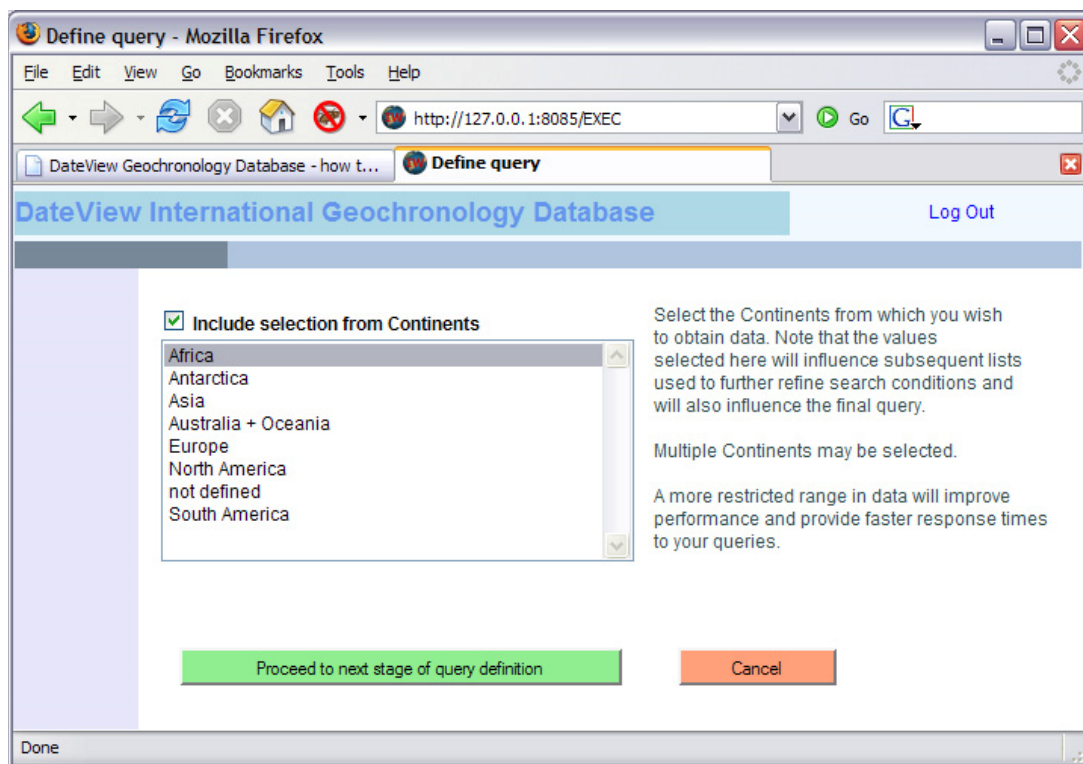 Define query - Mozilla Firefox
File Edit View Go Bookmarks Tools Help
http://127.0.0.1:8085/EXEC Go G
DateView Geochronology Database - how t... Define query
DateView International Geochronology Database
Log Out
Include selection from Continents
Africa
Antarctica
Asia
Australia + Oceania
Europe
North America
not defined
South America
Select the Continents from which you wish
to obtain data. Note that the values
selected here will influence subsequent lists
used to further refine search conditions and
will also influence the final query.
Multiple Continents may be selected.
A more restricted range in data will improve
performance and provide faster response times
to your queries.
Proceed to next stage of query definition
Cancel
Done